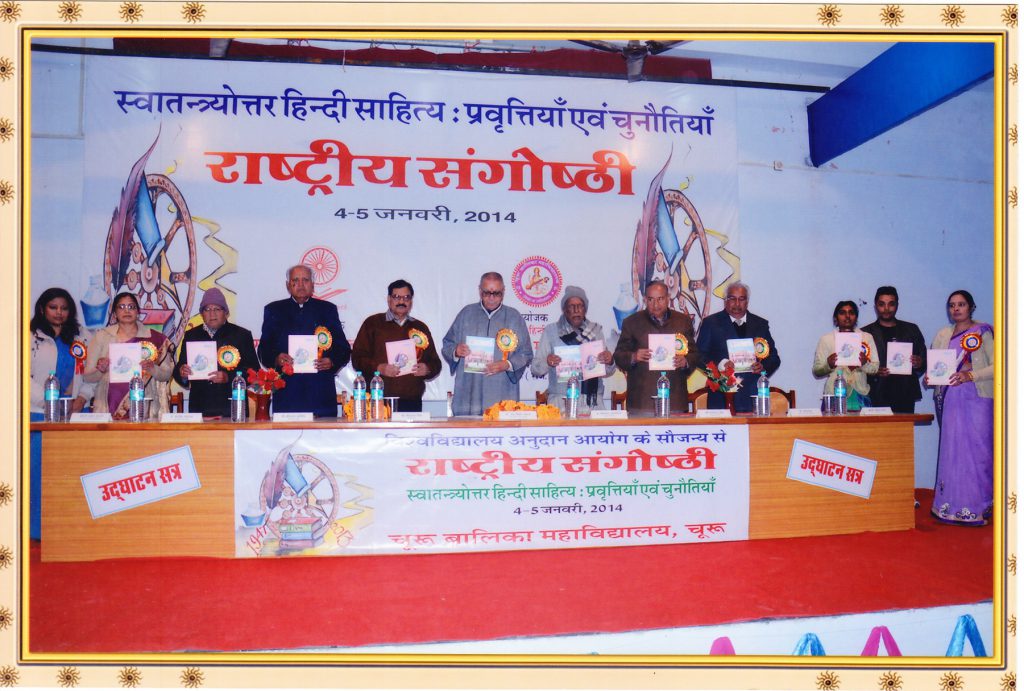 स्वातन्त्र्योत्तर हिन्दी साहित्य : प्रवृत्तियाँ एवं चुनौतियाँ
राष्ट्रीय संगोष्ठी
4-5 जनवरी, 2014
विश्वविद्यालय अनुदान आयोग के सौजन्य से
राष्ट्रीय संगोष्ठी
स्वातन्त्र्योत्तर हिन्दी साहित्य : प्रवृत्तियाँ एवं चुनौतियाँ
4-5 जनवरी, 2014
चूरू बालिका महाविद्यालय, चूरू
उद्घाटन सत्र
उद्घाटन सत्र